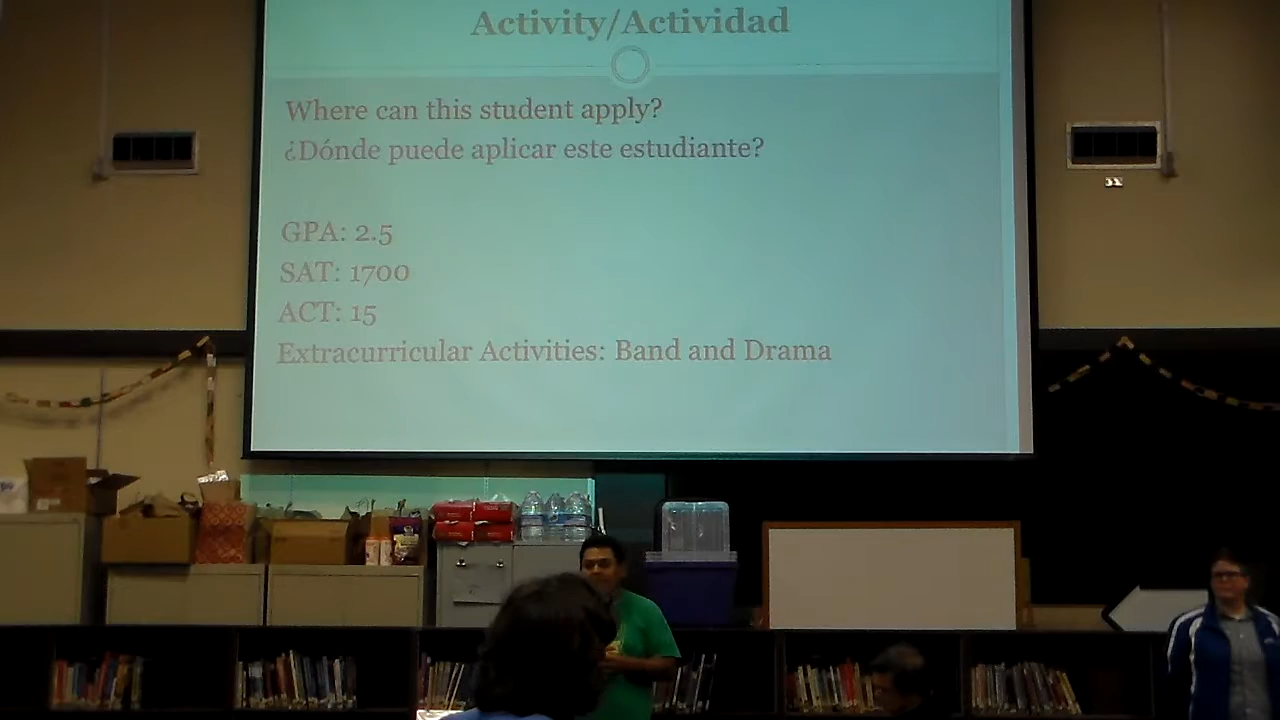 Activity/Actividad
Where can this student apply?
¿Dónde puede aplicar este estudiante?
GPA: 2.5
SAT: 1700
ACT: 15
Extracurricular Activities: Band and Drama